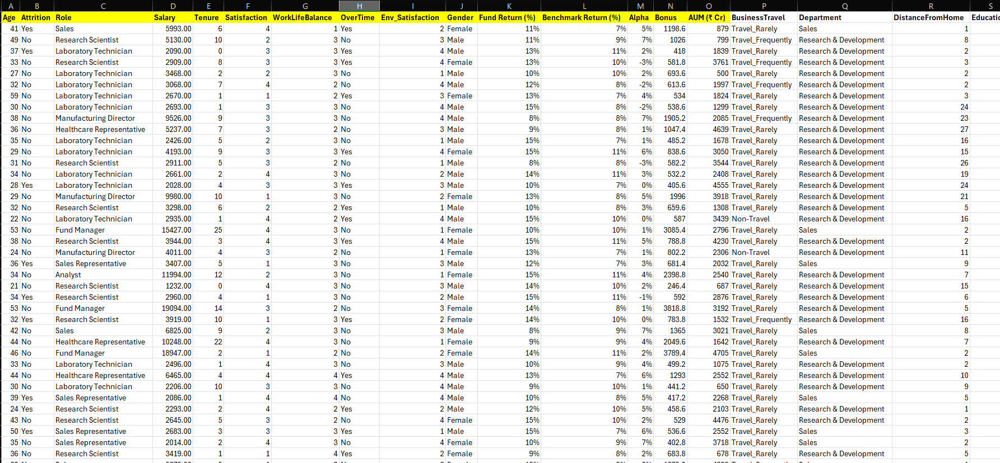 A B C D E F G H I J K L M N O P Q R S
Age Attrition Role Salary Tenure Satisfaction WorkLifeBalance OverTime Env_Satisfaction Gender Fund Return (%) Benchmark Return (%) Alpha Bonus AUM (₹ Cr) BusinessTravel Department DistanceFromHome Educatic
41 Yes Sales 5993.00 6 4 1 Yes 2 Female 11% 7% 5% 1198.6 879 Travel_Rarely Sales 1
49 No Research Scientist 5130.00 10 2 3 No 3 Male 11% 9% 7% 1026 799 Travel_Frequently Research & Development 8
37 Yes Laboratory Technician 2090.00 0 3 3 Yes 4 Male 13% 11% 2% 418 1839 Travel_Rarely Research & Development 2
33 No Research Scientist 2909.00 8 3 3 Yes 4 Female 13% 10% -3% 581.8 3761 Travel_Frequently Research & Development 3
27 No Laboratory Technician 3468.00 2 2 3 No 1 Male 10% 10% 2% 693.6 500 Travel_Rarely Research & Development 2
32 No Laboratory Technician 3068.00 7 4 2 No 4 Male 12% 8% -2% 613.6 1997 Travel_Frequently Research & Development 2
59 No Laboratory Technician 2670.00 1 1 2 Yes 3 Female 13% 7% 4% 534 1824 Travel_Rarely Research & Development 3
30 No Laboratory Technician 2693.00 1 3 3 No 4 Male 15% 8% -2% 538.6 1299 Travel_Rarely Research & Development 24
38 No Manufacturing Director 9526.00 9 3 3 No 4 Male 8% 8% 7% 1905.2 2085 Travel_Frequently Research & Development 23
36 No Healthcare Representative 5237.00 7 3 2 No 3 Male 9% 8% 1% 1047.4 4639 Travel_Rarely Research & Development 27
35 No Laboratory Technician 2426.00 5 2 3 No 1 Male 15% 7% 1% 485.2 1678 Travel_Rarely Research & Development 16
29 No Laboratory Technician 4193.00 9 3 3 Yes 4 Female 15% 11% 6% 838.6 3050 Travel_Rarely Research & Development 15
31 No Research Scientist 2911.00 5 3 2 No 1 Male 8% 8% -3% 582.2 3544 Travel_Rarely Research & Development 26
34 No Laboratory Technician 2661.00 2 4 3 No 2 Male 14% 11% 3% 532.2 2408 Travel_Rarely Research & Development 19
28 Yes Laboratory Technician 2028.00 4 3 3 Yes 3 Male 10% 7% 0% 405.6 4555 Travel_Rarely Research & Development 24
29 No Manufacturing Director 9980.00 10 1 3 No 2 Female 13% 8% 5% 1996 3918 Travel_Rarely Research & Development 21
32 No Research Scientist 3298.00 6 2 2 Yes 1 Male 10% 8% 3% 659.6 1308 Travel_Rarely Research & Development 5
22 No Laboratory Technician 2935.00 1 4 2 Yes 4 Male 15% 10% 0% 587 3439 Non-Travel Research & Development 16
53 No Fund Manager 15427.00 25 4 3 No 1 Female 10% 10% 1% 3085.4 2796 Travel_Rarely Sales 2
38 No Research Scientist 3944.00 3 4 3 Yes 4 Male 15% 11% 5% 788.8 4230 Travel_Rarely Research & Development 2
24 No Manufacturing Director 4011.00 4 3 2 No 1 Female 13% 7% 1% 802.2 2306 Non-Travel Research & Development 11
36 Yes Sales Representative 3407.00 5 1 3 No 3 Male 12% 7% 3% 681.4 2032 Travel_Rarely Sales 9
34 No Analyst 11994.00 12 2 3 No 1 Female 15% 11% 4% 2398.8 2540 Travel_Rarely Research & Development 7
21 No Research Scientist 1232.00 0 4 3 No 3 Male 14% 10% 2% 246.4 687 Travel_Rarely Research & Development 15
34 Yes Research Scientist 2960.00 4 1 3 No 2 Male 15% 11% -1% 592 2876 Travel_Rarely Research & Development 6
53 No Fund Manager 19094.00 14 3 2 No 3 Female 14% 8% 1% 3818.8 3192 Travel_Rarely Research & Development 5
32 Yes Research Scientist 3919.00 10 1 3 Yes 2 Female 14% 10% 0% 783.8 1532 Travel_Frequently Research & Development 16
42 No Sales 6825.00 9 2 3 No 3 Male 8% 9% 7% 1365 3021 Travel_Rarely Sales 8
44 No Healthcare Representative 10248.00 22 4 3 No 1 Female 9% 9% 4% 2049.6 1642 Travel_Rarely Research & Development 7
46 No Fund Manager 18947.00 2 1 2 No 2 Female 14% 11% 2% 3789.4 4705 Travel_Rarely Sales 2
33 No Laboratory Technician 2496.00 1 4 3 No 3 Male 10% 9% 4% 499.2 1075 Travel_Rarely Research & Development 2
44 No Healthcare Representative 6465.00 4 4 4 Yes 4 Male 13% 7% 6% 1293 2552 Travel_Rarely Research & Development 10
30 No Laboratory Technician 2206.00 10 3 3 No 4 Male 9% 10% 1% 441.2 650 Travel_Rarely Research & Development 9
39 Yes Sales Representative 2086.00 1 4 4 No 4 Male 10% 8% 5% 417.2 2268 Travel_Rarely Sales 5
24 Yes Research Scientist 2293.00 2 4 2 Yes 2 Male 12% 10% 5% 458.6 2103 Travel_Rarely Research & Development 1
43 No Research Scientist 2645.00 5 3 2 No 4 Female 15% 10% 2% 529 4476 Travel_Rarely Research & Development 2
50 Yes Sales Representative 2683.00 3 3 3 Yes 1 Male 15% 7% 6% 536.6 2552 Travel_Rarely Sales 3
35 No Sales Representative 2014.00 2 4 3 No 4 Female 10% 9% 7% 402.8 3718 Travel_Rarely Sales 2
36 No Research Scientist 3419.00 1 1 4 Yes 2 Female 9% 8% 2% 683.8 678 Travel_Rarely Research & Development 5